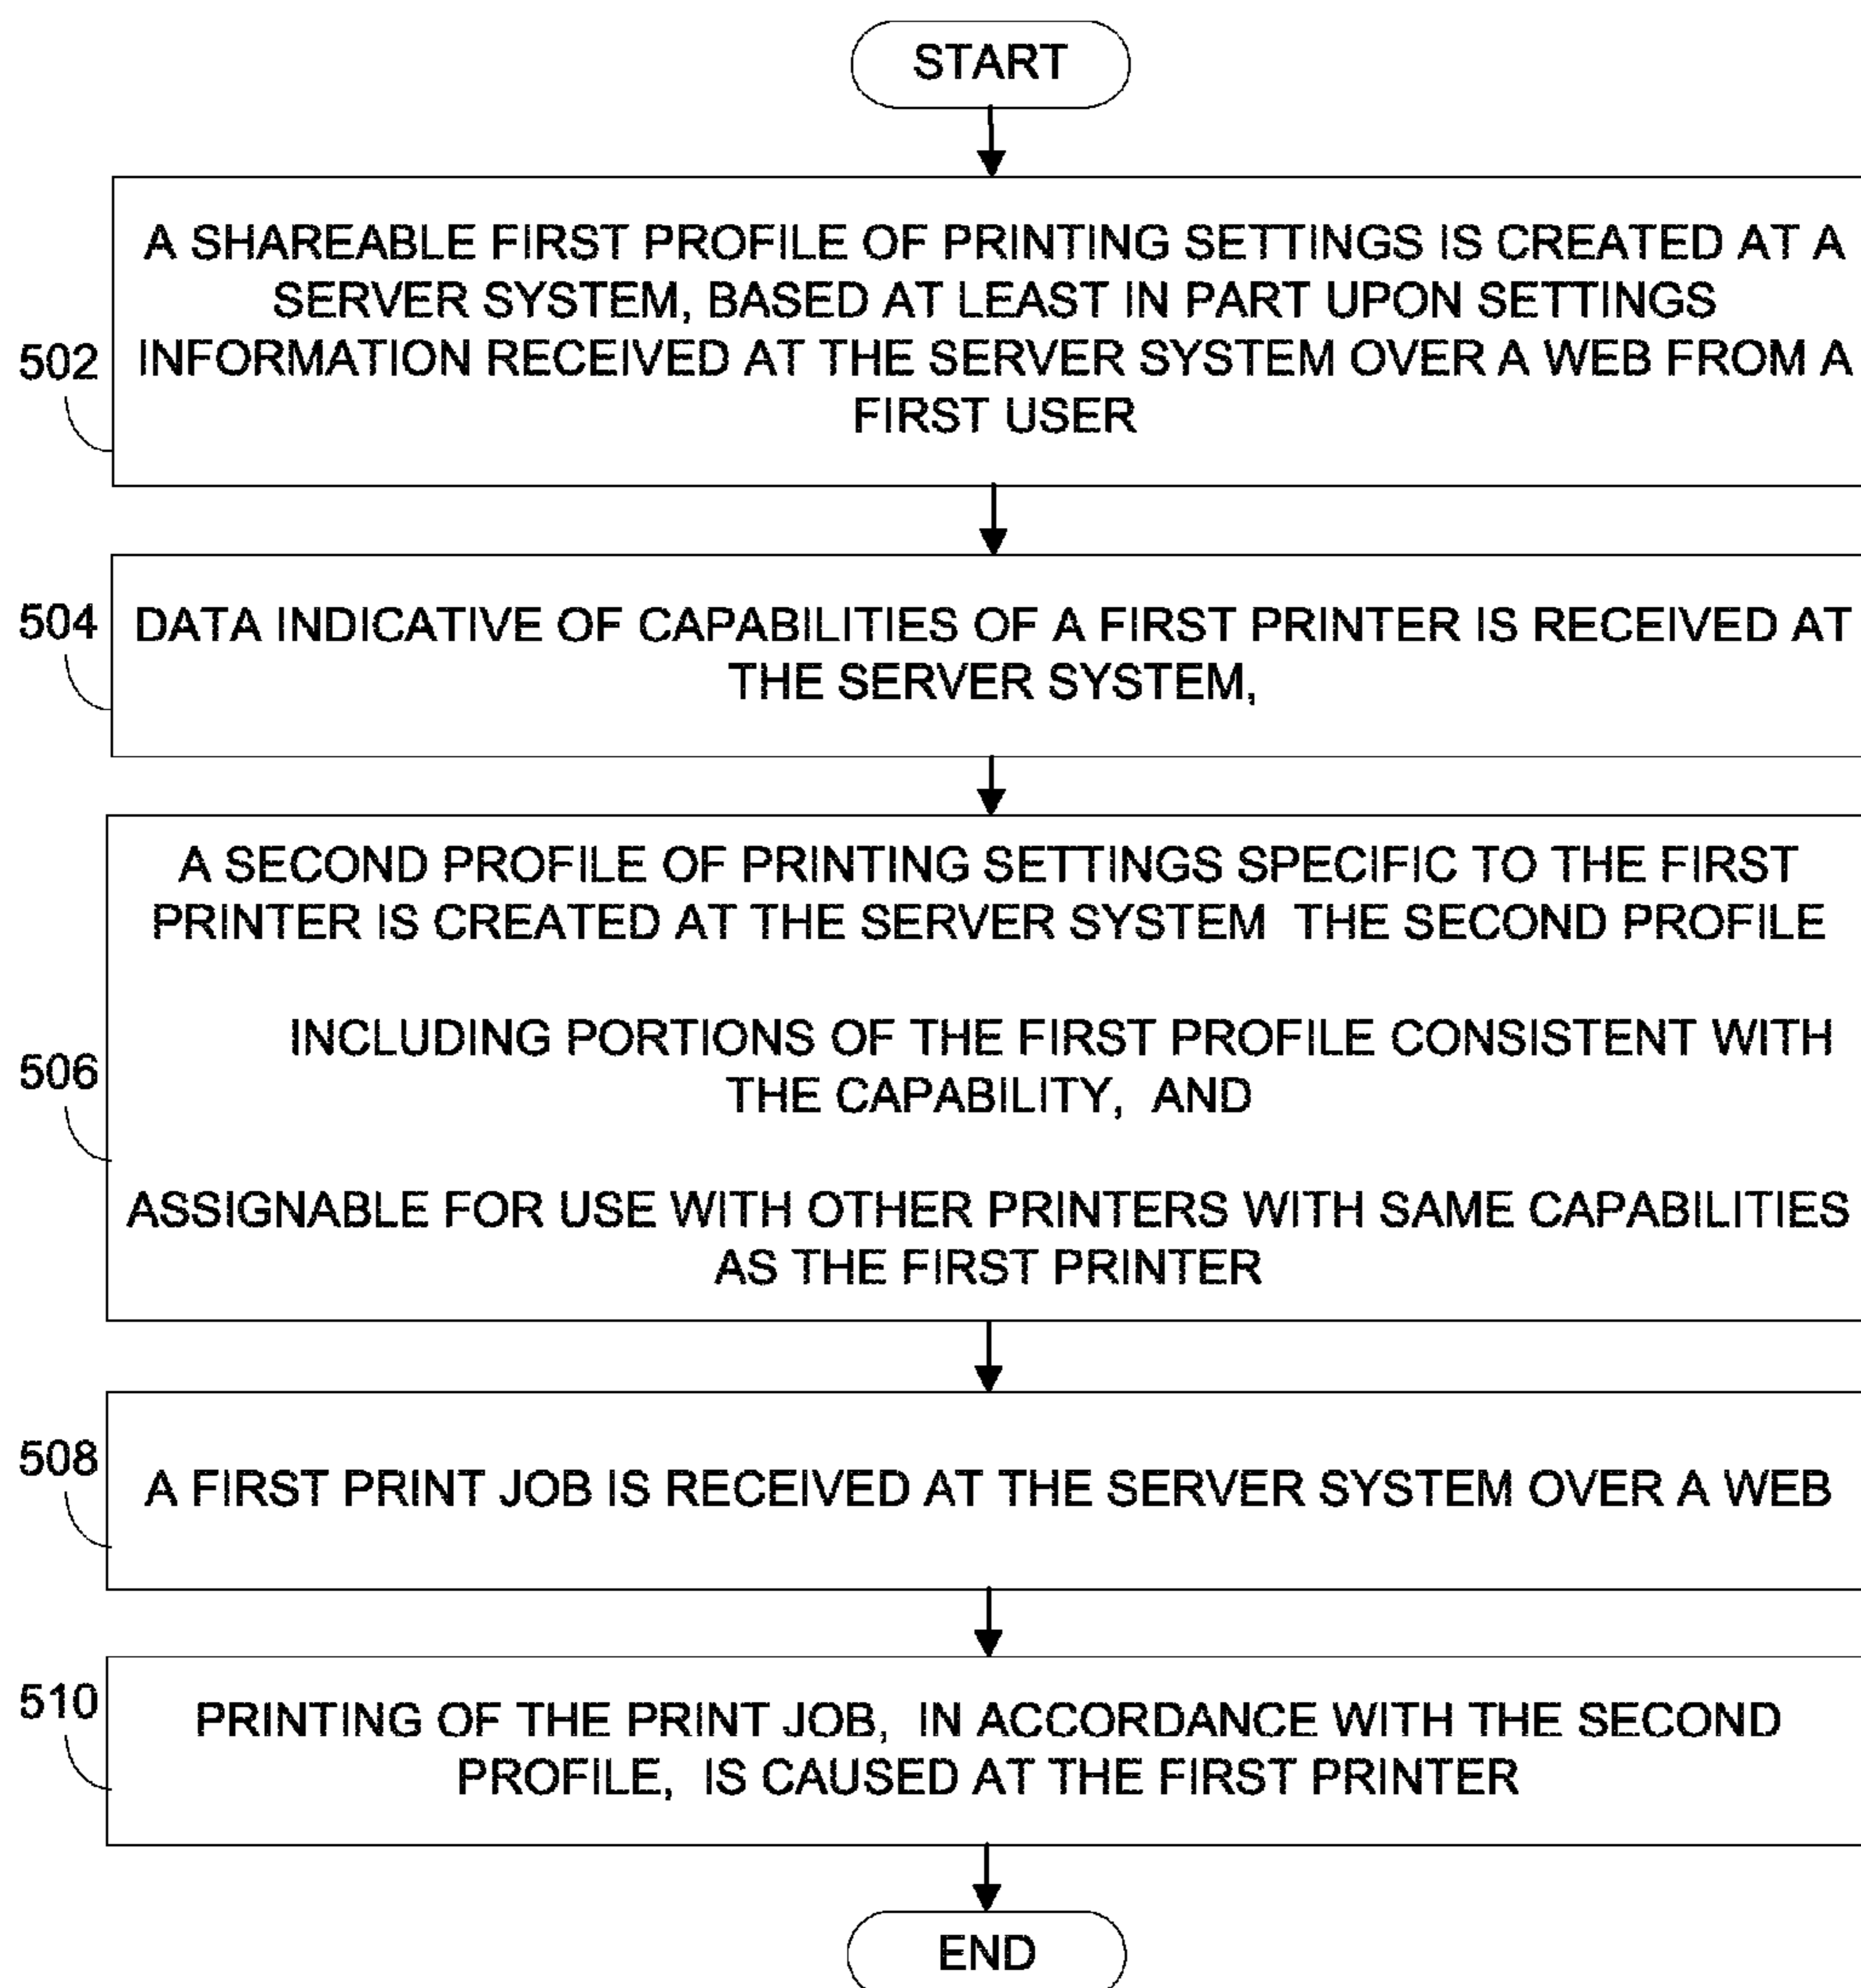 START
A SHAREABLE FIRST PROFILE OF PRINTING SETTINGS IS CREATED AT A
SERVER SYSTEM, BASED AT LEAST IN PART UPON SETTINGS
INFORMATION RECEIVED AT THE SERVER SYSTEM OVER A WEB FROM A
FIRST USER
502
DATA INDICATIVE OF CAPABILITIES OF A FIRST PRINTER IS RECEIVED AT
THE SERVER SYSTEM,
504
A SECOND PROFILE OF PRINTING SETTINGS SPECIFIC TO THE FIRST
PRINTER IS CREATED AT THE SERVER SYSTEM THE SECOND PROFILE
INCLUDING PORTIONS OF THE FIRST PROFILE CONSISTENT WITH
THE CAPABILITY, AND
506
ASSIGNABLE FOR USE WITH OTHER PRINTERS WITH SAME CAPABILITIES
AS THE FIRST PRINTER
508
A FIRST PRINT JOB IS RECEIVED AT THE SERVER SYSTEM OVER A WEB
510
PRINTING OF THE PRINT JOB, IN ACCORDANCE WITH THE SECOND
PROFILE, IS CAUSED AT THE FIRST PRINTER
END